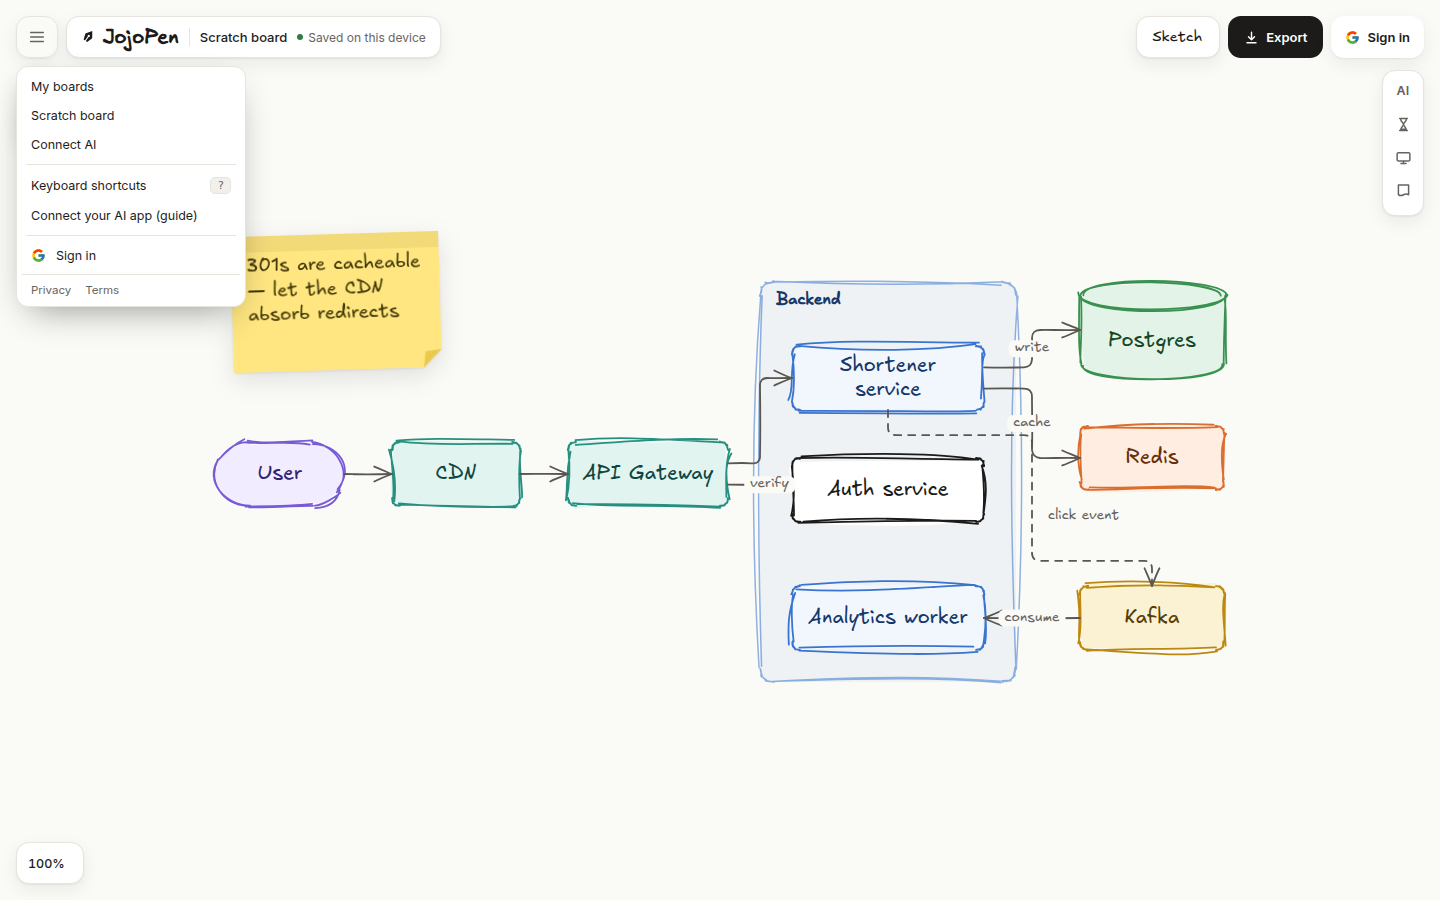 JojoPen
Scratch board
Saved on this device
Sketch
Export
Sign in
My boards
Scratch board
Connect AI
Keyboard shortcuts ?
Connect your AI app (guide)
Sign in
Privacy Terms
AI
301s are cacheable
— let the CDN
absorb redirects
Backend
Shortener
service
write
Postgres
cache
User
CDN
API Gateway
verify
Auth service
Redis
click event
Analytics worker
consume
Kafka
100%